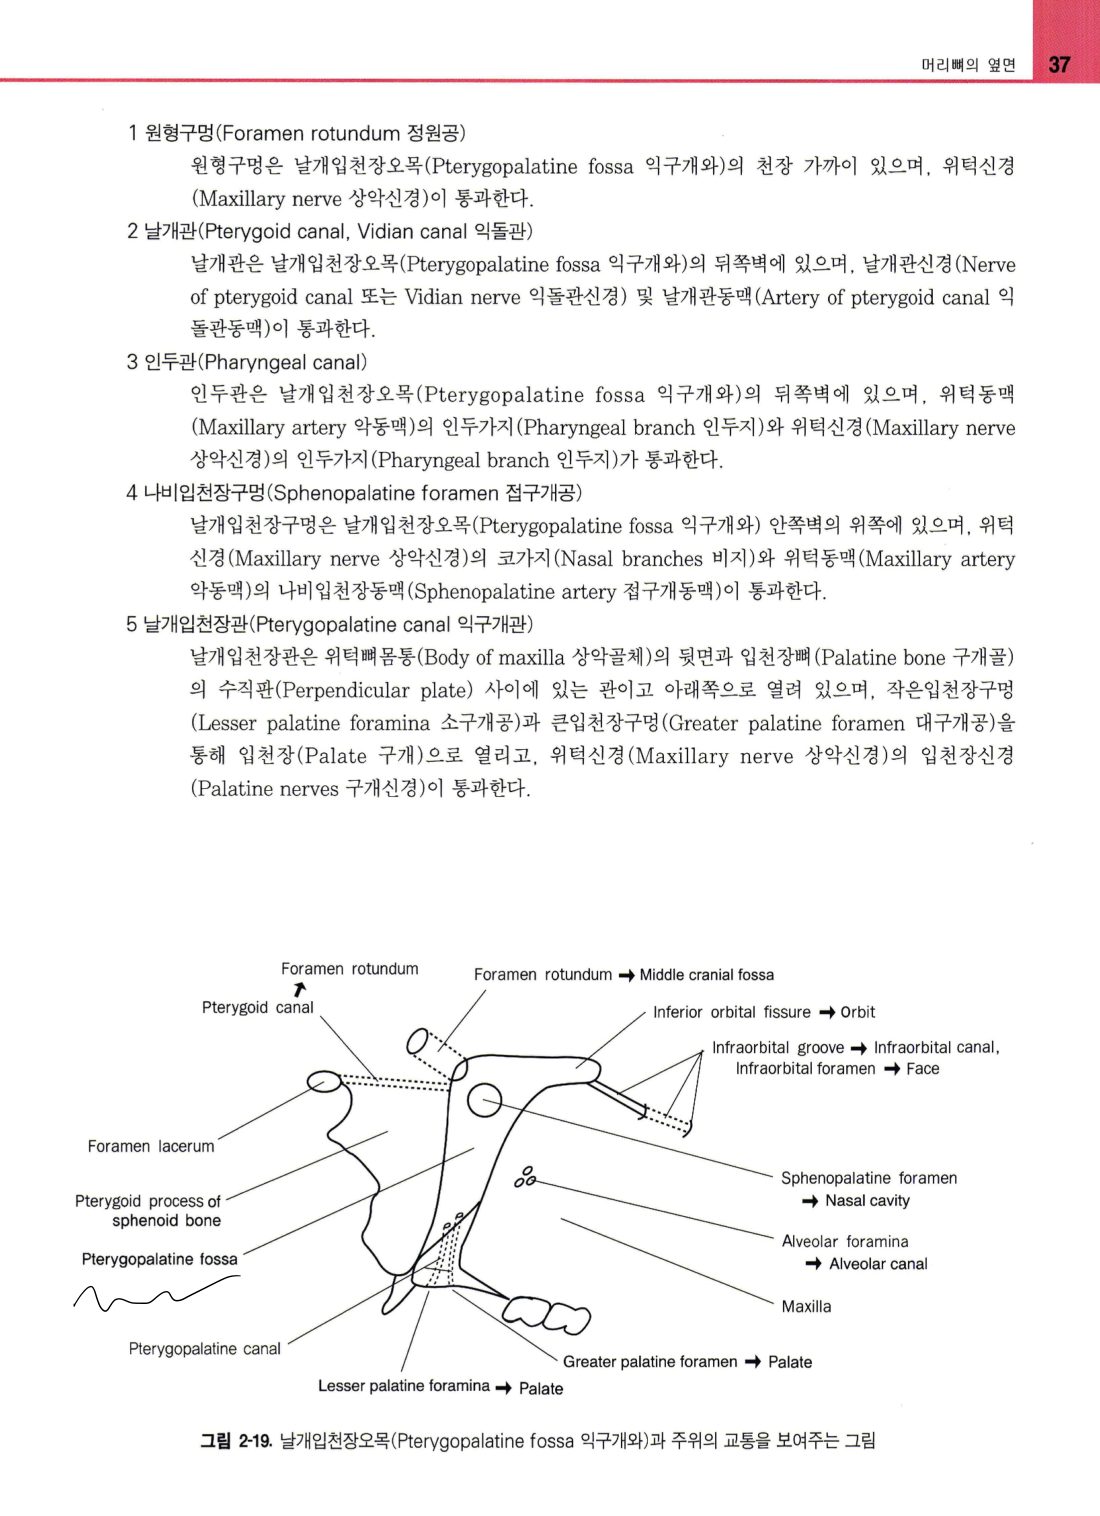 머리뼈의 옆면 37
1 원형구멍(Foramen rotundum 정원공)
원형구멍은 날개입천장오목(Pterygopalatine fossa 익구개와)의 천장 가까이 있으며, 위턱신경
(Maxillary nerve 상악신경)이 통과한다.
2 날개관(Pterygoid canal, Vidian canal 익돌관)
날개관은 날개입천장오목(Pterygopalatine fossa 익구개와)의 뒤쪽벽에 있으며, 날개관신경(Nerve
of pterygoid canal 또는 Vidian nerve 익돌관신경) 및 날개관동맥(Artery of pterygoid canal 익
돌관동맥)이 통과한다.
3 인두관(Pharyngeal canal)
인두관은 날개입천장오목(Pterygopalatine fossa 익구개와)의 뒤쪽벽에 있으며, 위턱동맥
(Maxillary artery 악동맥)의 인두가지(Pharyngeal branch 인두지)와 위턱신경(Maxillary nerve
상악신경)의 인두가지(Pharyngeal branch 인두지)가 통과한다.
4 나비입천장구멍(Sphenopalatine foramen 접구개공)
날개입천장구멍은 날개입천장오목(Pterygopalatine fossa 익구개와) 안쪽벽의 위쪽에 있으며, 위턱
신경(Maxillary nerve 상악신경)의 코가지(Nasal branches 비지)와 위턱동맥(Maxillary artery
악동맥)의 나비입천장동맥(Sphenopalatine artery 접구개동맥)이 통과한다.
5 날개입천장관(Pterygopalatine canal 익구개관)
날개입천장관은 위턱뼈몸통(Body of maxilla 상악골체)의 뒷면과 입천장뼈(Palatine bone 구개골)
의 수직판(Perpendicular plate) 사이에 있는 관이고 아래쪽으로 열려 있으며, 작은입천장구멍
(Lesser palatine foramina 소구개공)과 큰입천장구멍(Greater palatine foramen 대구개공)을
통해 입천장(Palate 구개)으로 열리고, 위턱신경(Maxillary nerve 상악신경)의 입천장신경
(Palatine nerves 구개신경)이 통과한다.
Foramen rotundum
Foramen rotundum → Middle cranial fossa
Pterygoid canal
Inferior orbital fissure → Orbit
Infraorbital groove → Infraorbital canal,
Infraorbital foramen → Face
Foramen lacerum
Sphenopalatine foramen
→ Nasal cavity
Pterygoid process of
sphenoid bone
Alveolar foramina
→ Alveolar canal
Pterygopalatine fossa
Maxilla
Pterygopalatine canal
Greater palatine foramen → Palate
Lesser palatine foramina → Palate
그림 2-19. 날개입천장오목(Pterygopalatine fossa 익구개와)과 주위의 교통을 보여주는 그림